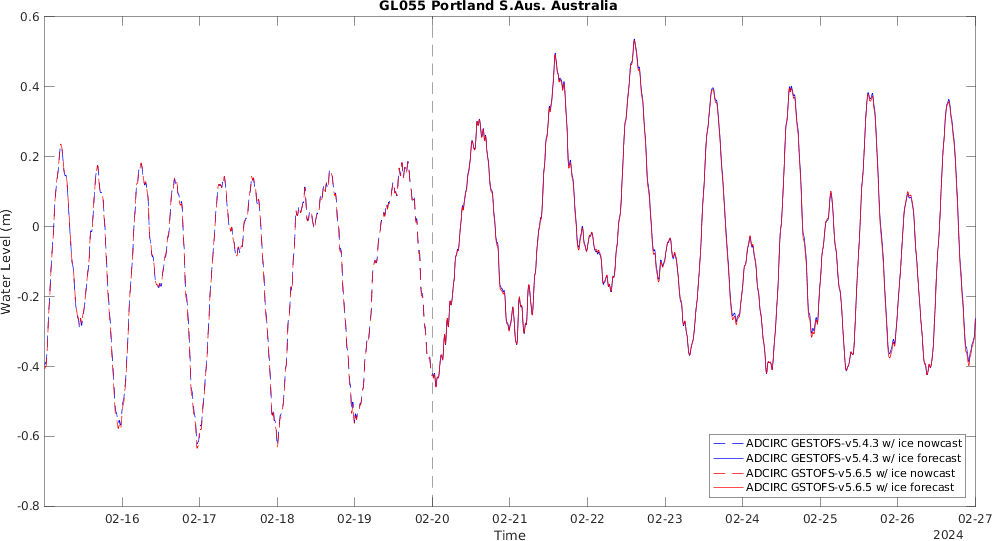 GL055 Portland S.Aus. Australia
0.6
0.4
0.2
0
-0.2
-0.4
-0.6
-0.8
Water Level (m)
02-16 02-17 02-18 02-19 02-20 02-21 02-22 02-23 02-24 02-25 02-26 02-27
Time
2024
ADCIRC GESTOFS-v5.4.3 w/ ice nowcast
ADCIRC GESTOFS-v5.4.3 w/ ice forecast
ADCIRC GSTOFS-v5.6.5 w/ ice nowcast
ADCIRC GSTOFS-v5.6.5 w/ ice forecast